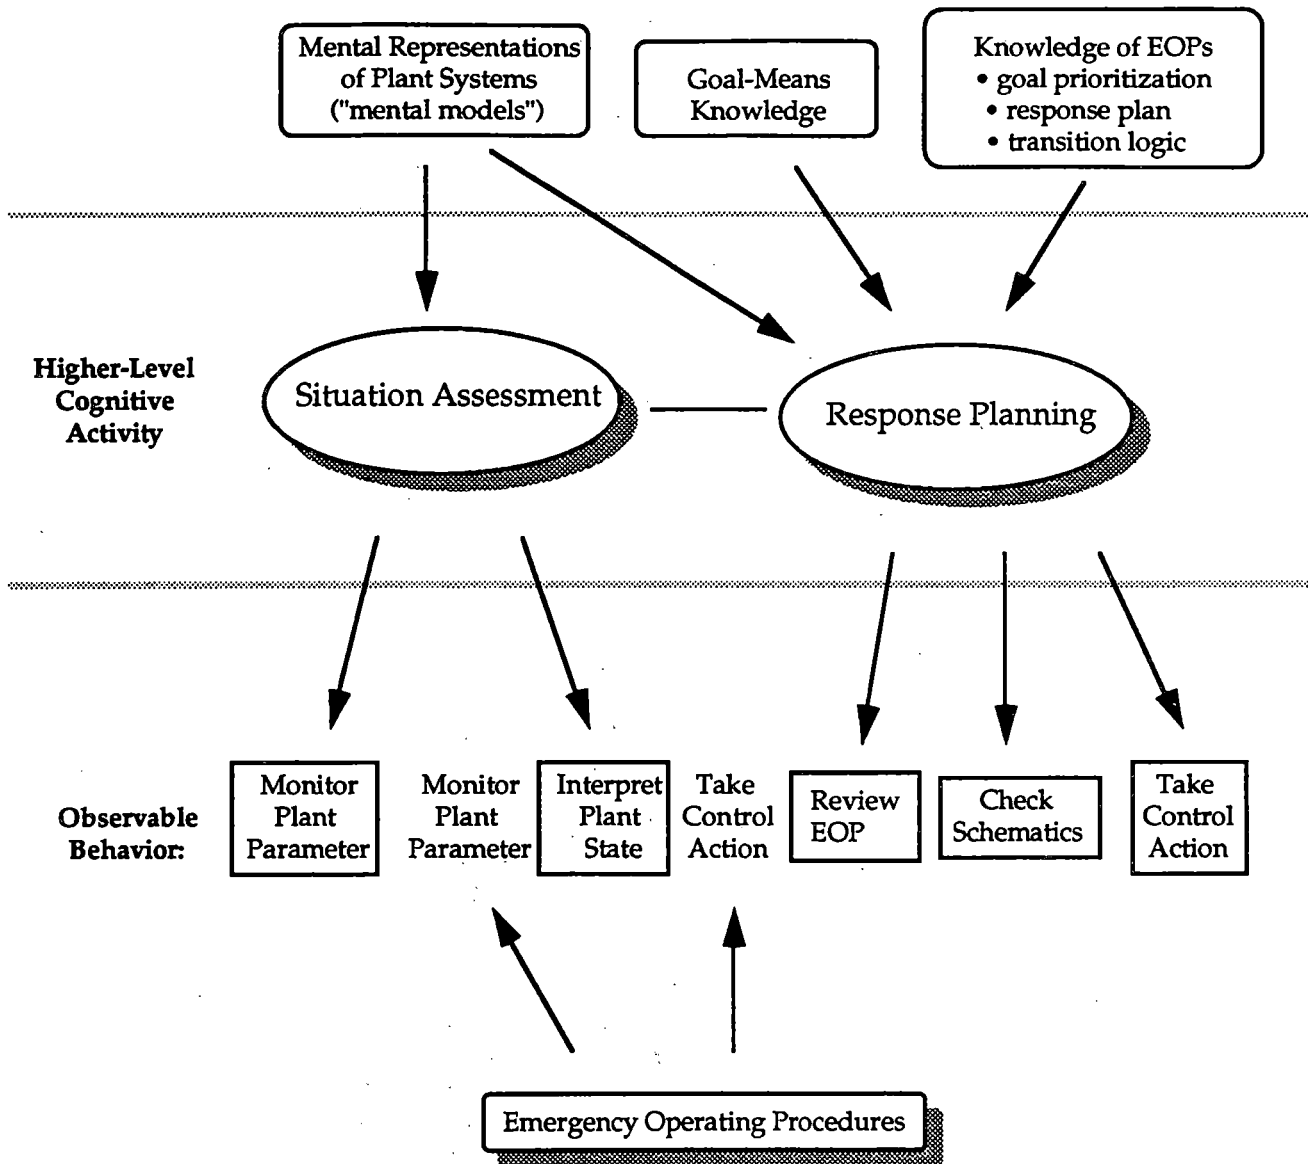 Mental Representations
of Plant Systems
("mental models")
Goal-Means
Knowledge
Knowledge of EOPs
• goal prioritization
• response plan
• transition logic
Higher-Level
Cognitive
Activity
Situation Assessment
Response Planning
Observable
Behavior:
Monitor
Plant
Parameter
Monitor
Plant
Parameter
Interpret
Plant
State
Take
Control
Action
Review
EOP
Check
Schematics
Take
Control
Action
Emergency Operating Procedures